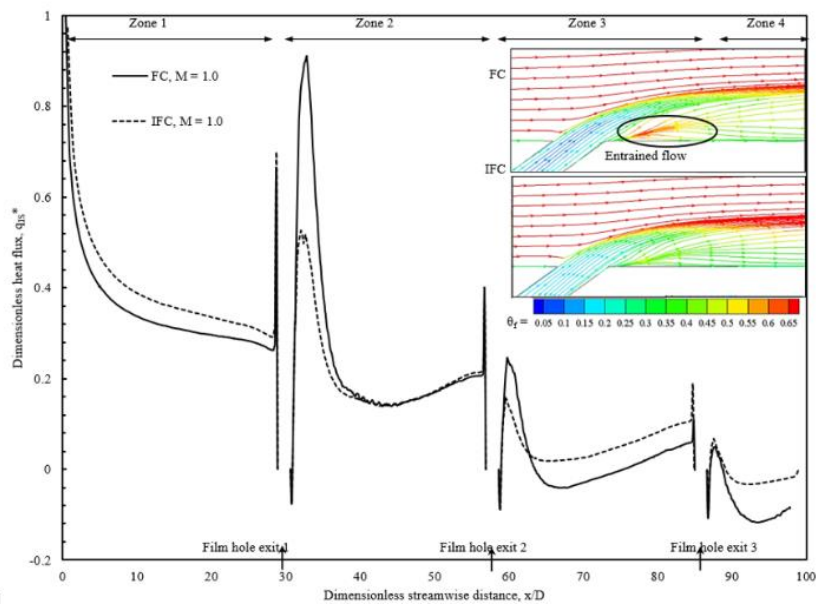 Zone 1 Zone 2 Zone 3 Zone 4
FC, M = 1.0
IFC, M = 1.0
FC
Entrained flow
IFC
θf = 0.05 0.1 0.15 0.2 0.25 0.3 0.35 0.4 0.45 0.5 0.55 0.6 0.65
Dimensionless heat flux, qIS*
1
0.8
0.6
0.4
0.2
0
-0.2
Film hole exit 1 Film hole exit 2 Film hole exit 3
0 10 20 30 40 50 60 70 80 90 100
Dimensionless streamwise distance, x/D